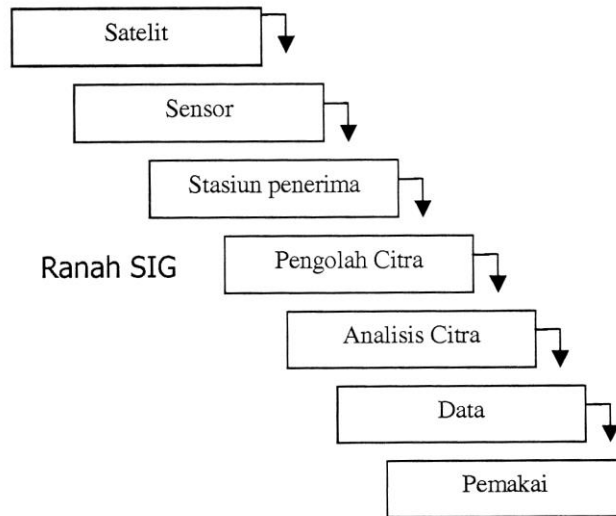 Satelit
Sensor
Stasiun penerima
Ranah SIG
Pengolah Citra
Analisis Citra
Data
Pemakai